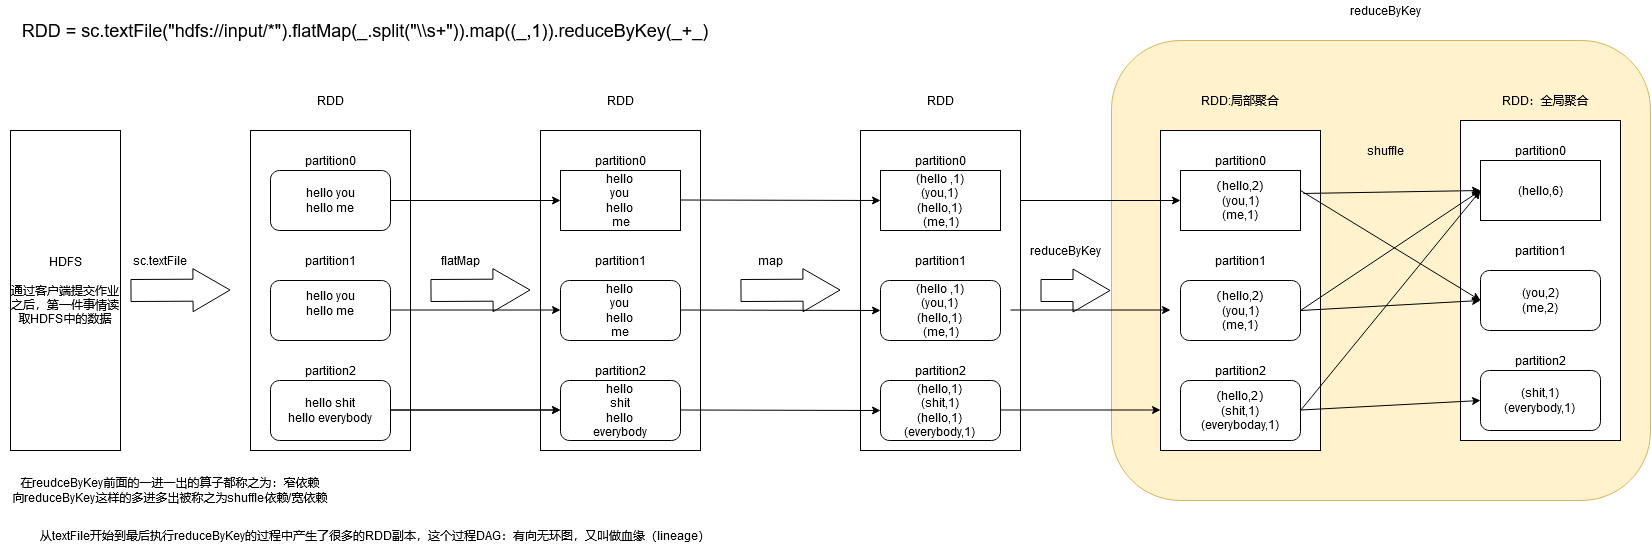 reduceByKey
RDD = sc.textFile("hdfs://input/*").flatMap(_.split("\\s+")).map((_,1)).reduceByKey(_+_)
HDFS
通过客户端提交作业
之后，第一件事情读
取HDFS中的数据
sc.textFile
RDD
partition0
hello you
hello me
partition1
hello you
hello me
partition2
hello shit
hello everybody
flatMap
RDD
partition0
hello
you
hello
me
partition1
hello
you
hello
me
partition2
hello
shit
hello
everybody
map
RDD
partition0
(hello ,1)
(you,1)
(hello,1)
(me,1)
partition1
(hello ,1)
(you,1)
(hello,1)
(me,1)
partition2
(hello,1)
(shit,1)
(hello,1)
(everybody,1)
reduceByKey
RDD:局部聚合
partition0
(hello,2)
(you,1)
(me,1)
partition1
(hello,2)
(you,1)
(me,1)
partition2
(hello,2)
(shit,1)
(everyboday,1)
shuffle
RDD：全局聚合
partition0
(hello,6)
partition1
(you,2)
(me,2)
partition2
(shit,1)
(everybody,1)
在reudceByKey前面的一进一出的算子都称之为：窄依赖
向reduceByKey这样的多进多出被称之为shuffle依赖/宽依赖
从textFile开始到最后执行reduceByKey的过程中产生了很多的RDD副本，这个过程DAG：有向无环图，又叫做血缘（lineage）